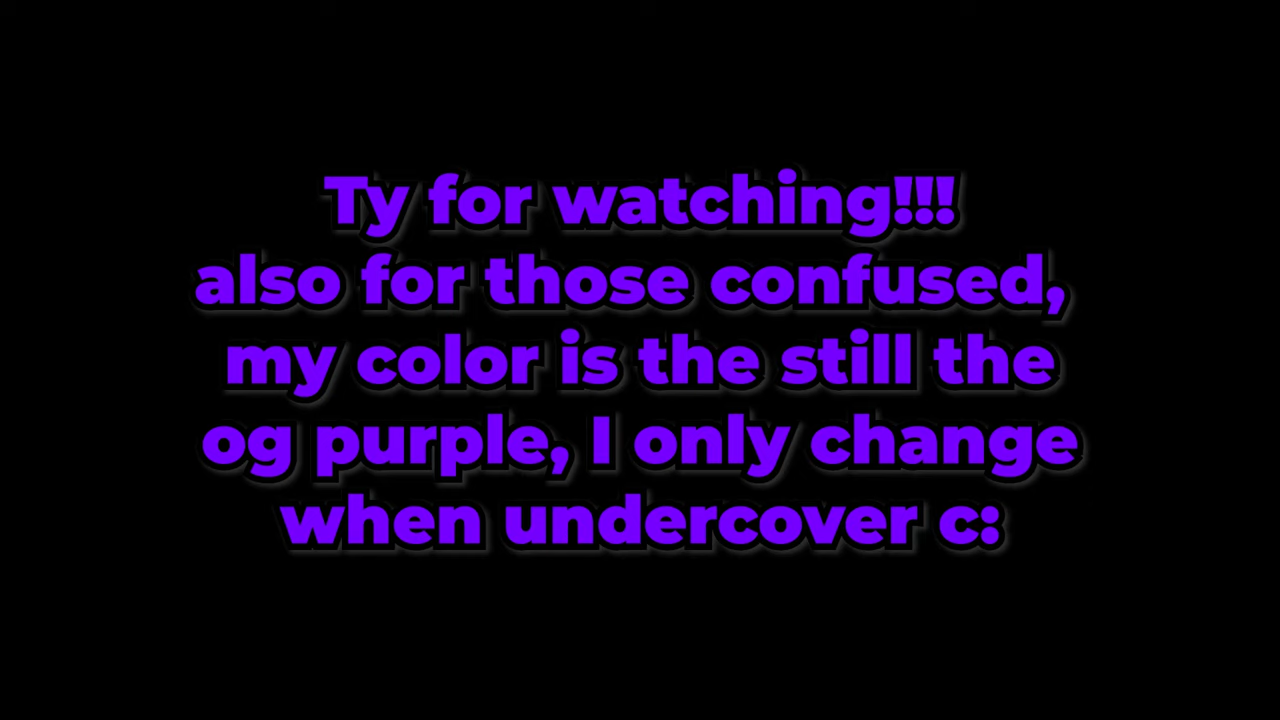 Ty for watching!!!
also for those confused,
my color is the still the
og purple, I only change
when undercover c: